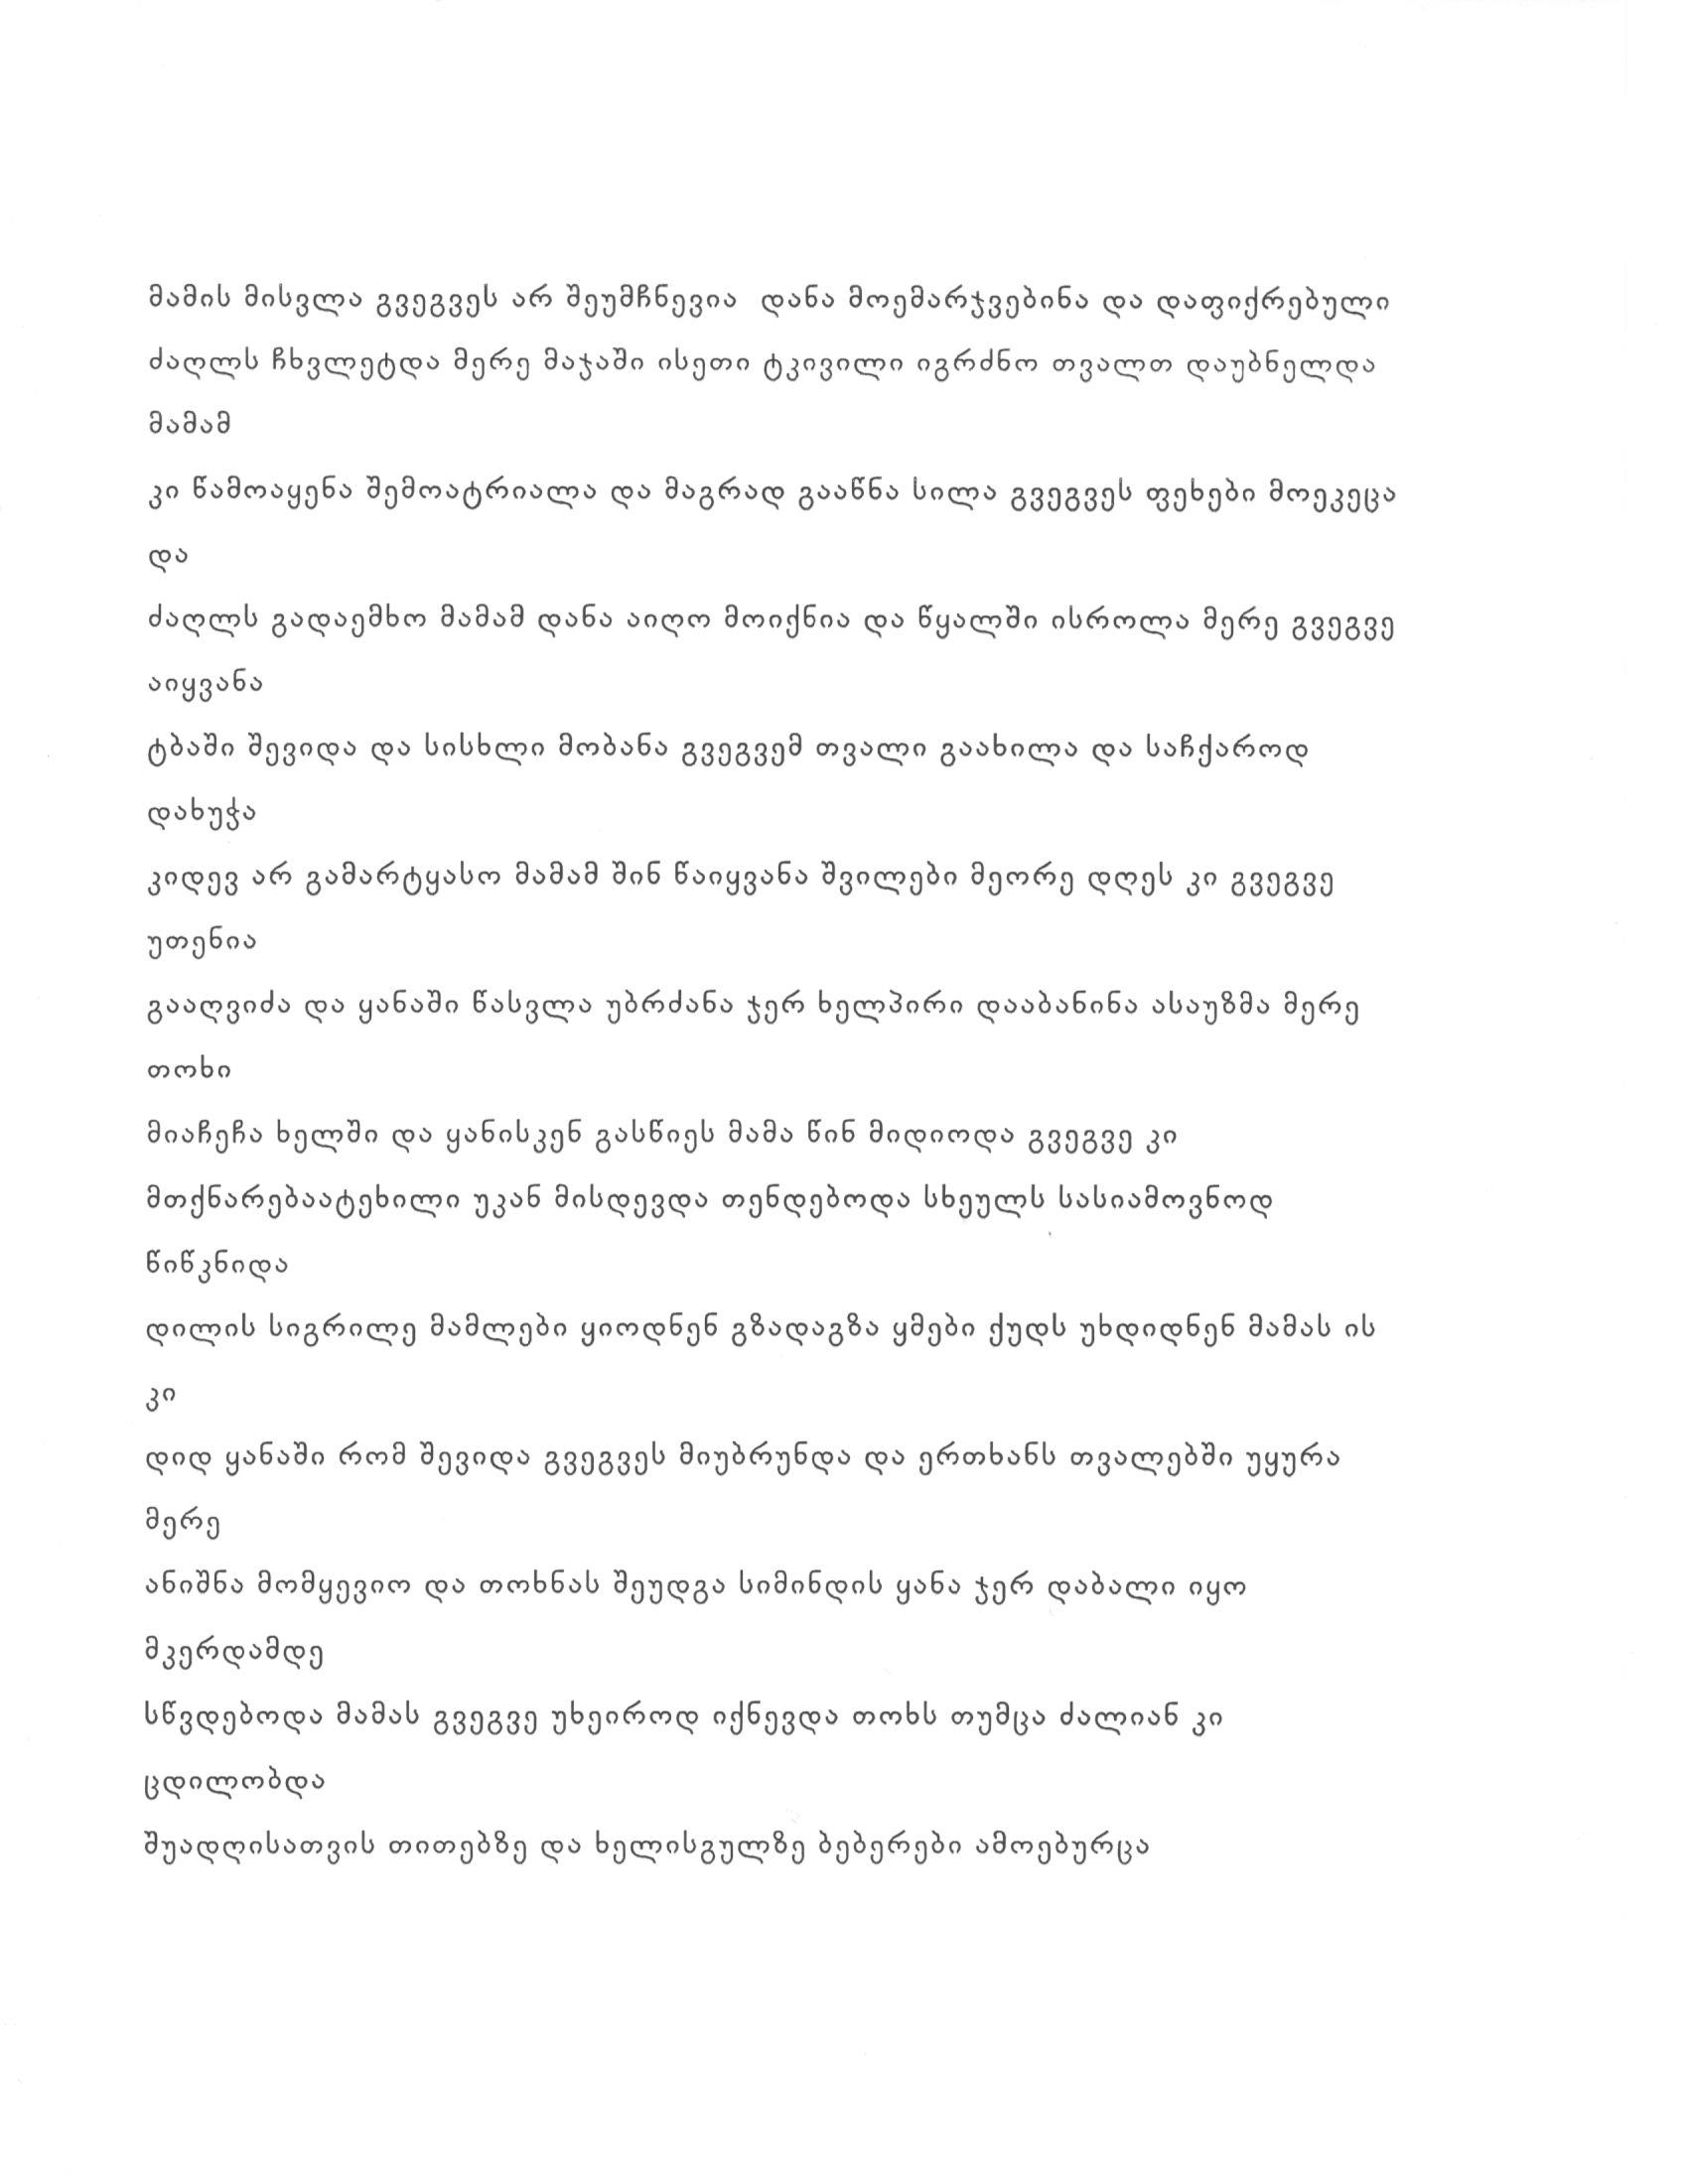 მამის მისვლა გვეგვეს არ შეუმჩნევია  დანა მოემარჯვებინა და დაფიქრებული
ძაღლს ჩხვლეტდა მერე მაჯაში ისეთი ტკივილი იგრძნო თვალთ დაუბნელდა
მამამ
კი წამოაყენა შემოატრიალა და მაგრად გააწნა სილა გვეგვეს ფეხები მოეკეცა
და
ძაღლს გადაემხო მამამ დანა აიღო მოიქნია და წყალში ისროლა მერე გვეგვე
აიყვანა
ტბაში შევიდა და სისხლი მობანა გვეგვემ თვალი გაახილა და საჩქაროდ
დახუჭა
კიდევ არ გამარტყასო მამამ შინ წაიყვანა შვილები მეორე დღეს კი გვეგვე
უთენია
გააღვიძა და ყანაში წასვლა უბრძანა ჯერ ხელპირი დააბანინა ასაუზმა მერე
თოხი
მიაჩეჩა ხელში და ყანისკენ გასწიეს მამა წინ მიდიოდა გვეგვე კი
მთქნარებაატეხილი უკან მისდევდა თენდებოდა სხეულს სასიამოვნოდ
წიწკნიდა
დილის სიგრილე მამლები ყიოდნენ გზადაგზა ყმები ქუდს უხდიდნენ მამას ის
კი
დიდ ყანაში რომ შევიდა გვეგვეს მიუბრუნდა და ერთხანს თვალებში უყურა
მერე
ანიშნა მომყევიო და თოხნას შეუდგა სიმინდის ყანა ჯერ დაბალი იყო
მკერდამდე
სწვდებოდა მამას გვეგვე უხეიროდ იქნევდა თოხს თუმცა ძალიან კი
ცდილობდა
შუადღისათვის თითებზე და ხელისგულზე ბებერები ამოებურცა